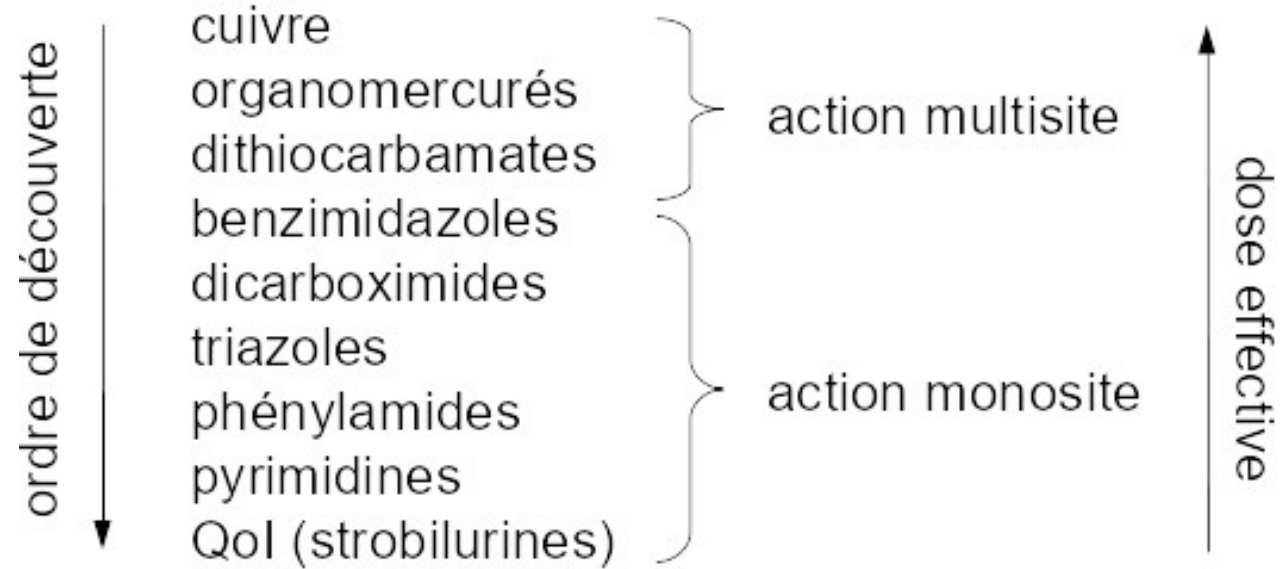 ordre de découverte
cuivre
organomercurés
dithiocarbamates
benzimidazoles
dicarboximides
triazoles
phénylamides
pyrimidines
QoI (strobilurines)
action multisite
action monosite
dose effective